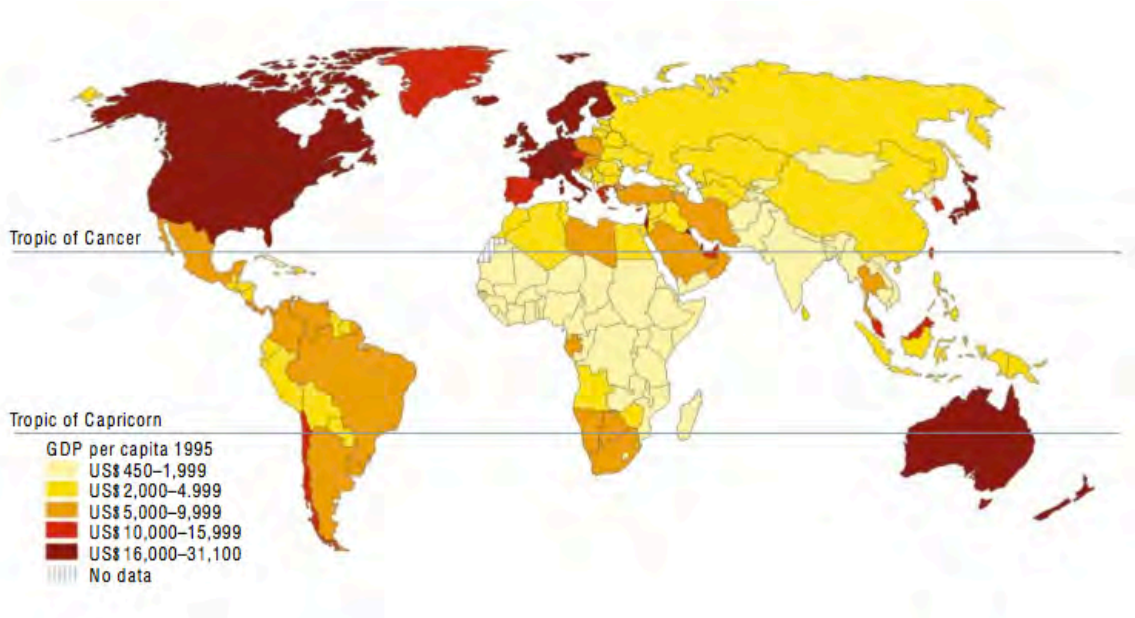 Tropic of Cancer
Tropic of Capricorn
GDP per capita 1995
US$ 450–1,999
US$ 2,000–4.999
US$ 5,000–9,999
US$ 10,000–15,999
US$ 16,000–31,100
No data